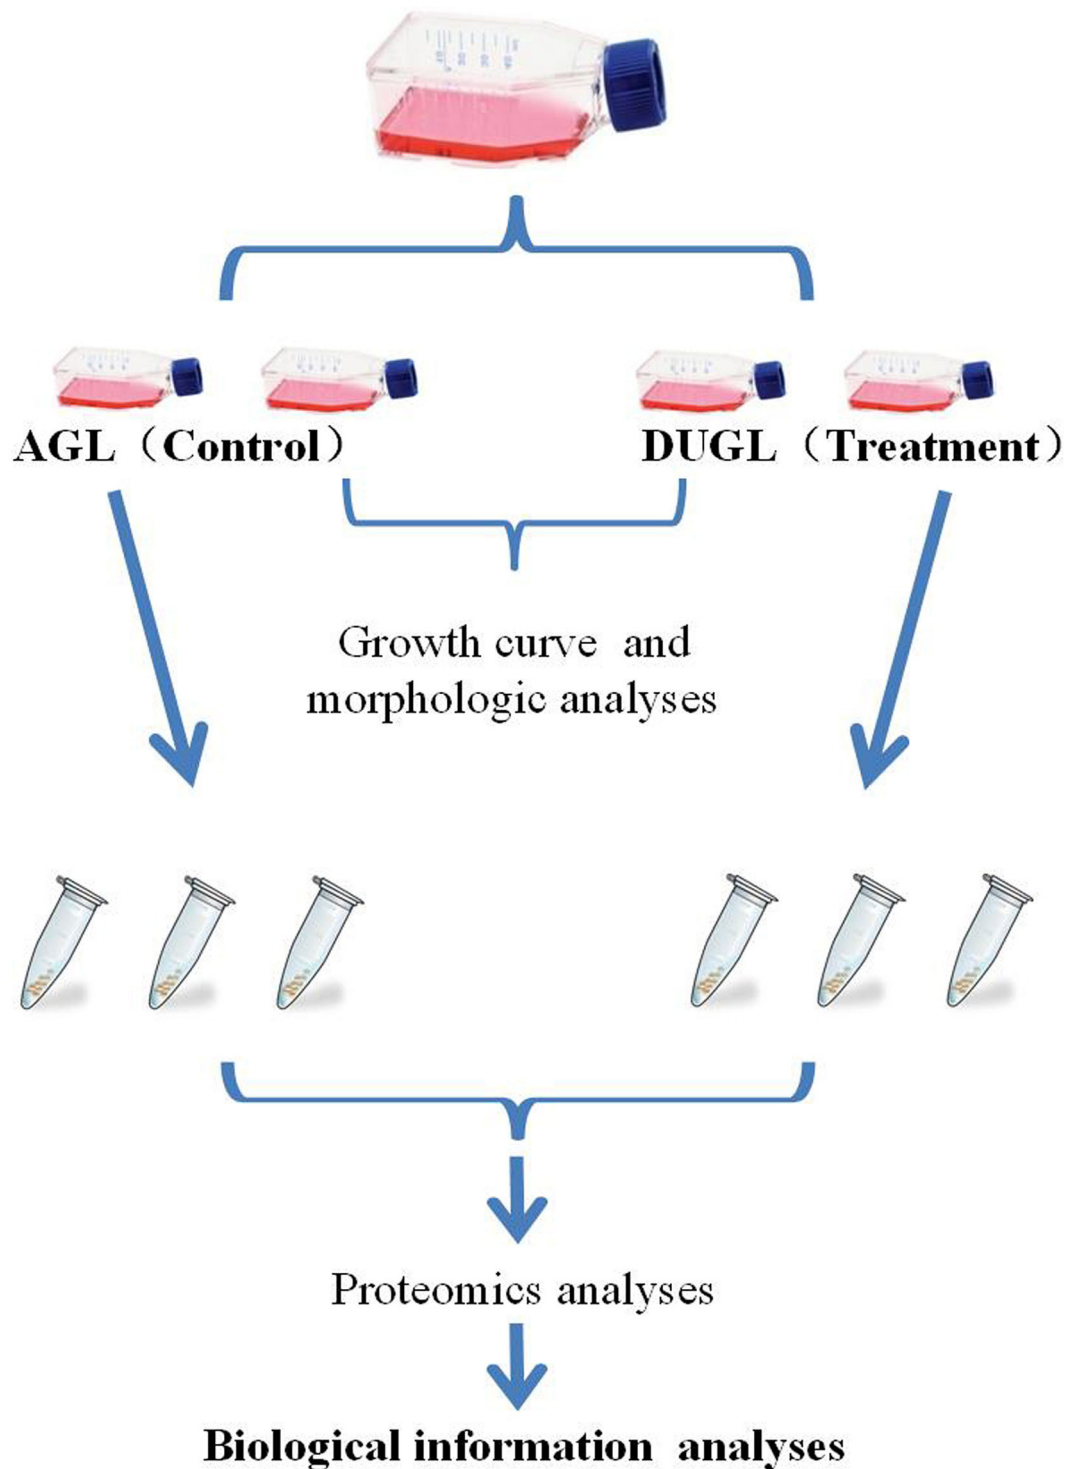 AGL（Control）
DUGL（Treatment）
Growth curve and
morphologic analyses
Proteomics analyses
Biological information analyses